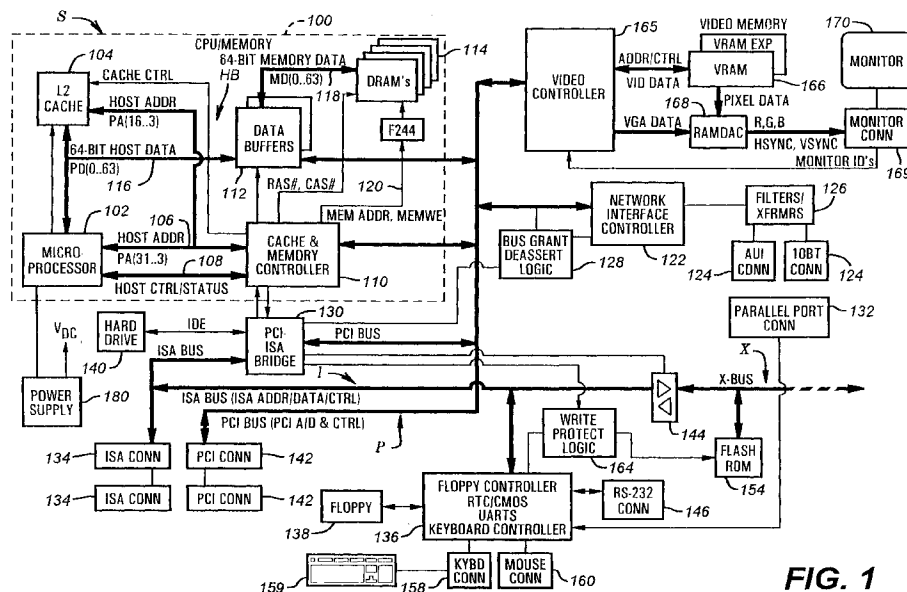 S
100
104
L2
CACHE
CACHE CTRL
CPU/MEMORY
HB
64-BIT MEMORY DATA
MD(0..63)
118
DRAM's
114
HOST ADDR
PA(16..3)
DATA
BUFFERS
F244
64-BIT HOST DATA
PD(0..63)
116
112
RAS#, CAS#
120
MEM ADDR, MEMWE
102
MICRO-
PROCESSOR
106
HOST ADDR
PA(31..3)
108
HOST CTRL/STATUS
CACHE &
MEMORY
CONTROLLER
110
165
VIDEO
CONTROLLER
ADDR/CTRL
VID DATA
VIDEO MEMORY
VRAM EXP
VRAM
166
PIXEL DATA
168
VGA DATA
RAMDAC
R,G,B
HSYNC, VSYNC
MONITOR ID's
170
MONITOR
MONITOR
CONN
169
NETWORK
INTERFACE
CONTROLLER
122
FILTERS/
XFRMRS
126
BUS GRANT
DEASSERT
LOGIC
128
124
AUI
CONN
10BT
CONN
124
PARALLEL PORT
CONN
132
VDC
HARD
DRIVE
140
IDE
130
PCI-
ISA
BRIDGE
PCI BUS
ISA BUS
POWER
SUPPLY
180
I
ISA BUS (ISA ADDR/DATA/CTRL)
PCI BUS (PCI A/D & CTRL)
P
144
X
X-BUS
WRITE
PROTECT
LOGIC
164
FLASH
ROM
154
134
ISA CONN
PCI CONN
142
134
ISA CONN
PCI CONN
142
FLOPPY
138
FLOPPY CONTROLLER
RTC/CMOS
UARTS
KEYBOARD CONTROLLER
136
RS-232
CONN
146
159
158
KYBD
CONN
MOUSE
CONN
160
FIG. 1